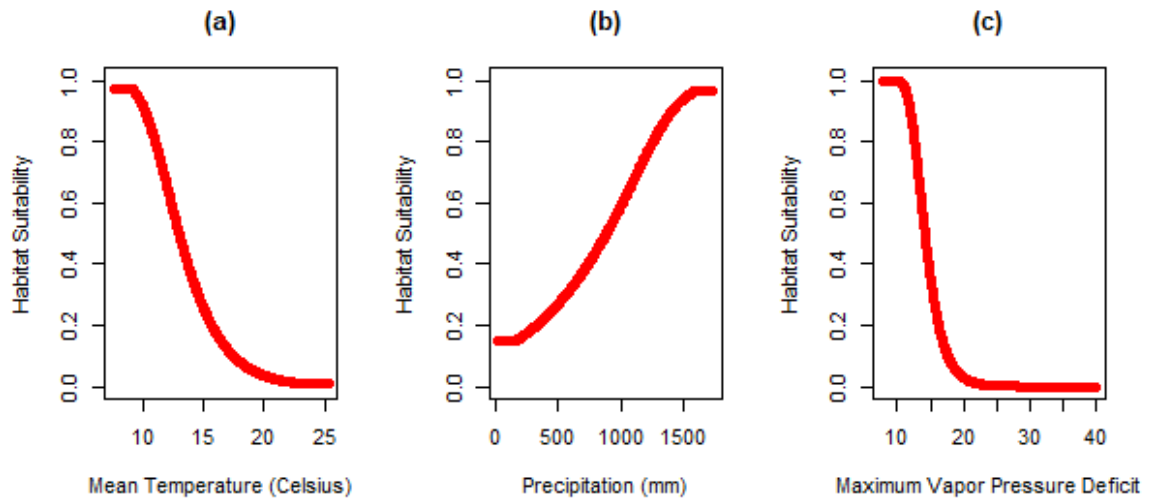 (a)
Habitat Suitability
0.0 0.2 0.4 0.6 0.8 1.0
10 15 20 25
Mean Temperature (Celsius)
(b)
Habitat Suitability
0.0 0.2 0.4 0.6 0.8 1.0
0 500 1000 1500
Precipitation (mm)
(c)
Habitat Suitability
0.0 0.2 0.4 0.6 0.8 1.0
10 20 30 40
Maximum Vapor Pressure Deficit